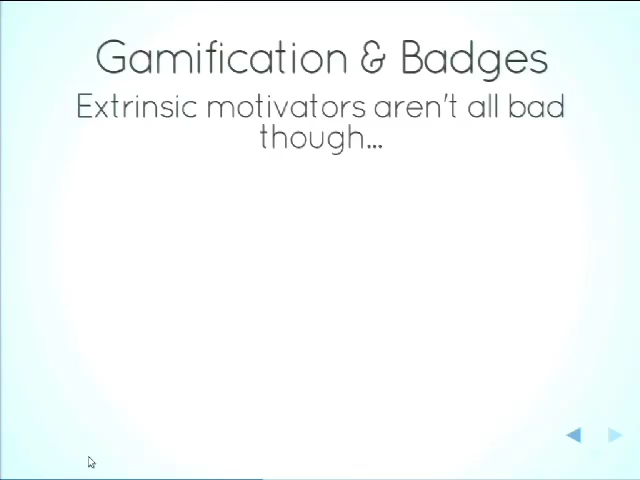 Gamification & Badges
Extrinsic motivators aren't all bad
though...